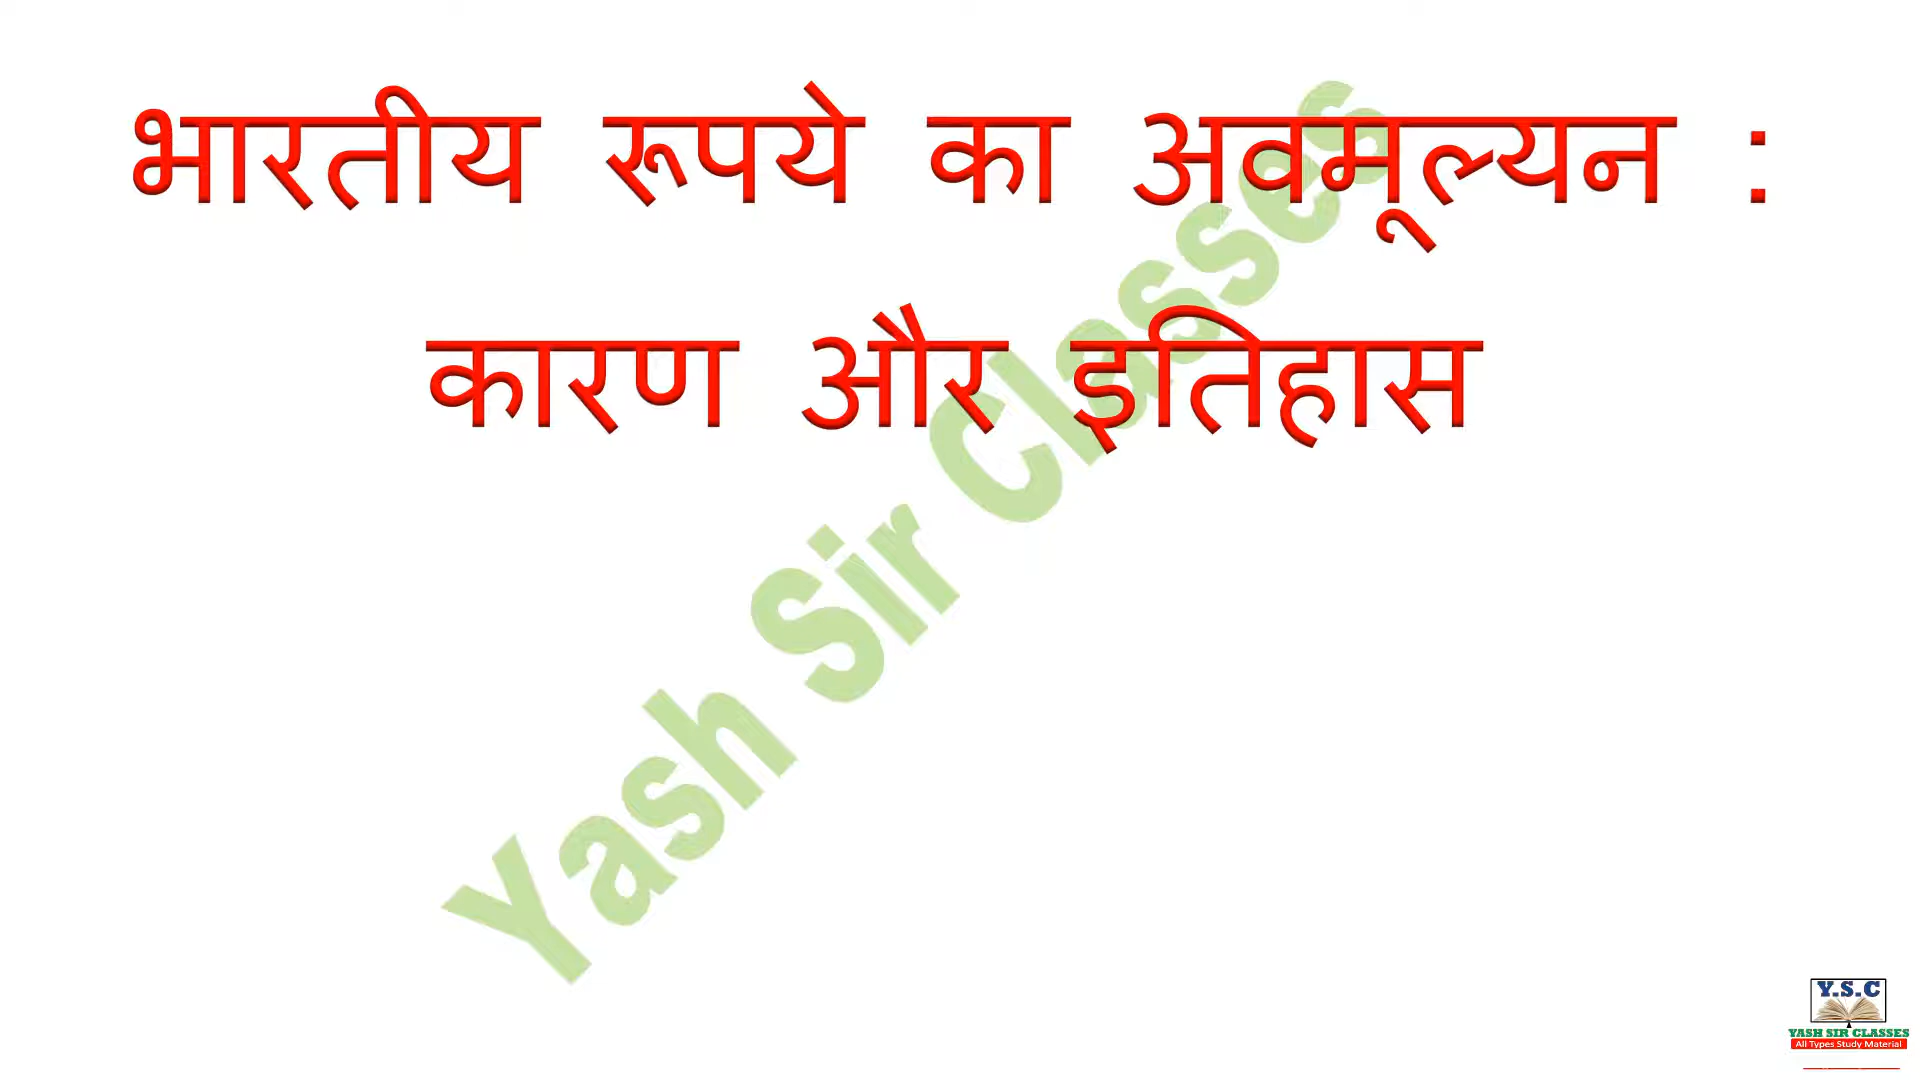 भारतीय रूपये का अवमूल्यन :
कारण और इतिहास
Yash Sir Classes
Y.S.C
YASH SIR CLASSES
All Types Study Material